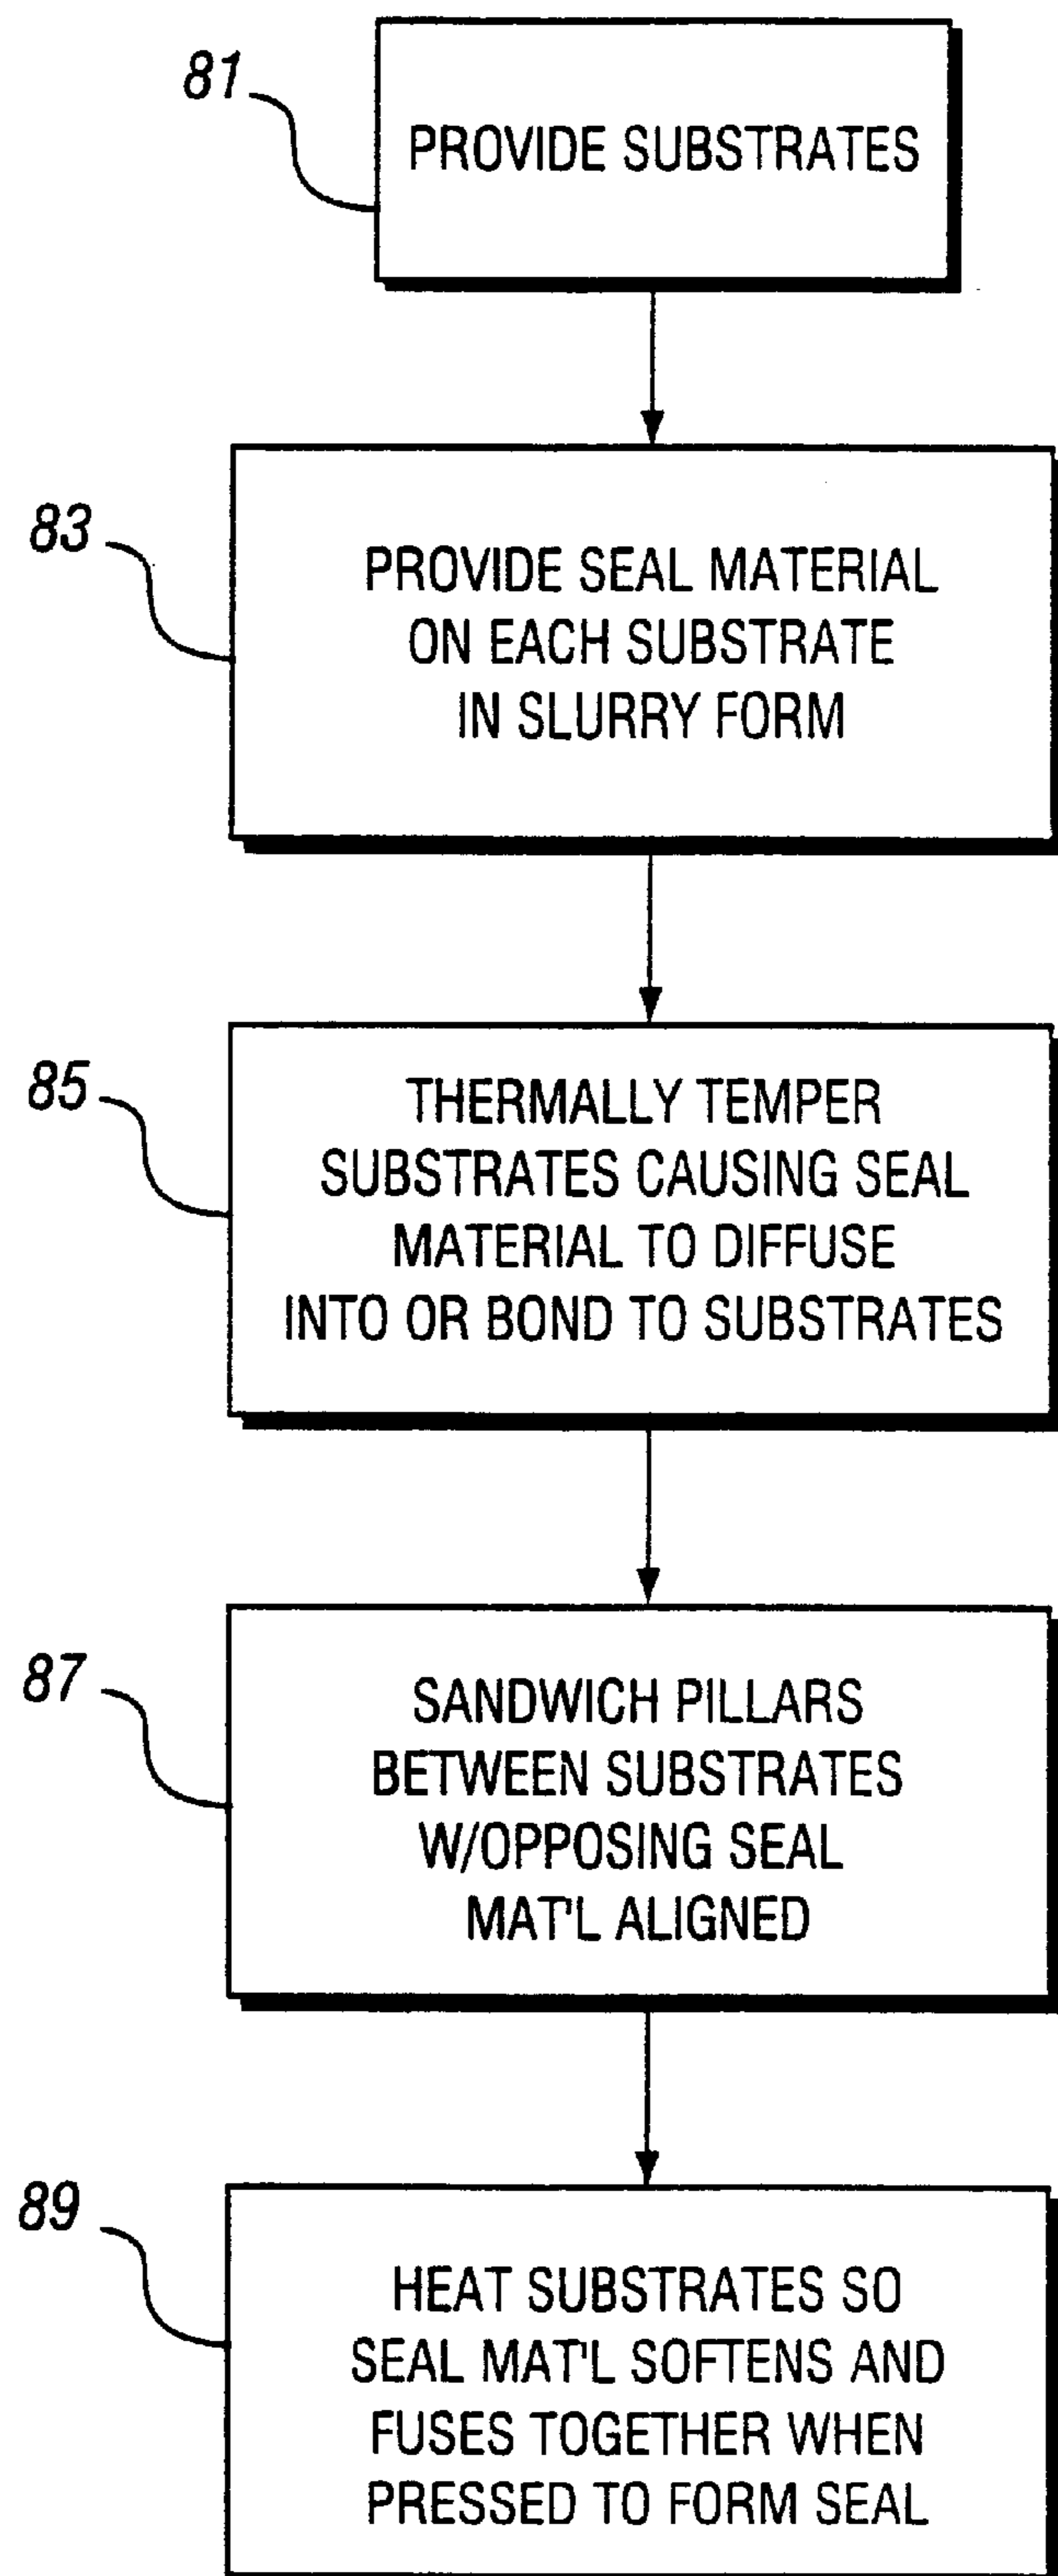 81
PROVIDE SUBSTRATES
83
PROVIDE SEAL MATERIAL
ON EACH SUBSTRATE
IN SLURRY FORM
85
THERMALLY TEMPER
SUBSTRATES CAUSING SEAL
MATERIAL TO DIFFUSE
INTO OR BOND TO SUBSTRATES
87
SANDWICH PILLARS
BETWEEN SUBSTRATES
W/OPPOSING SEAL
MAT'L ALIGNED
89
HEAT SUBSTRATES SO
SEAL MAT'L SOFTENS AND
FUSES TOGETHER WHEN
PRESSED TO FORM SEAL